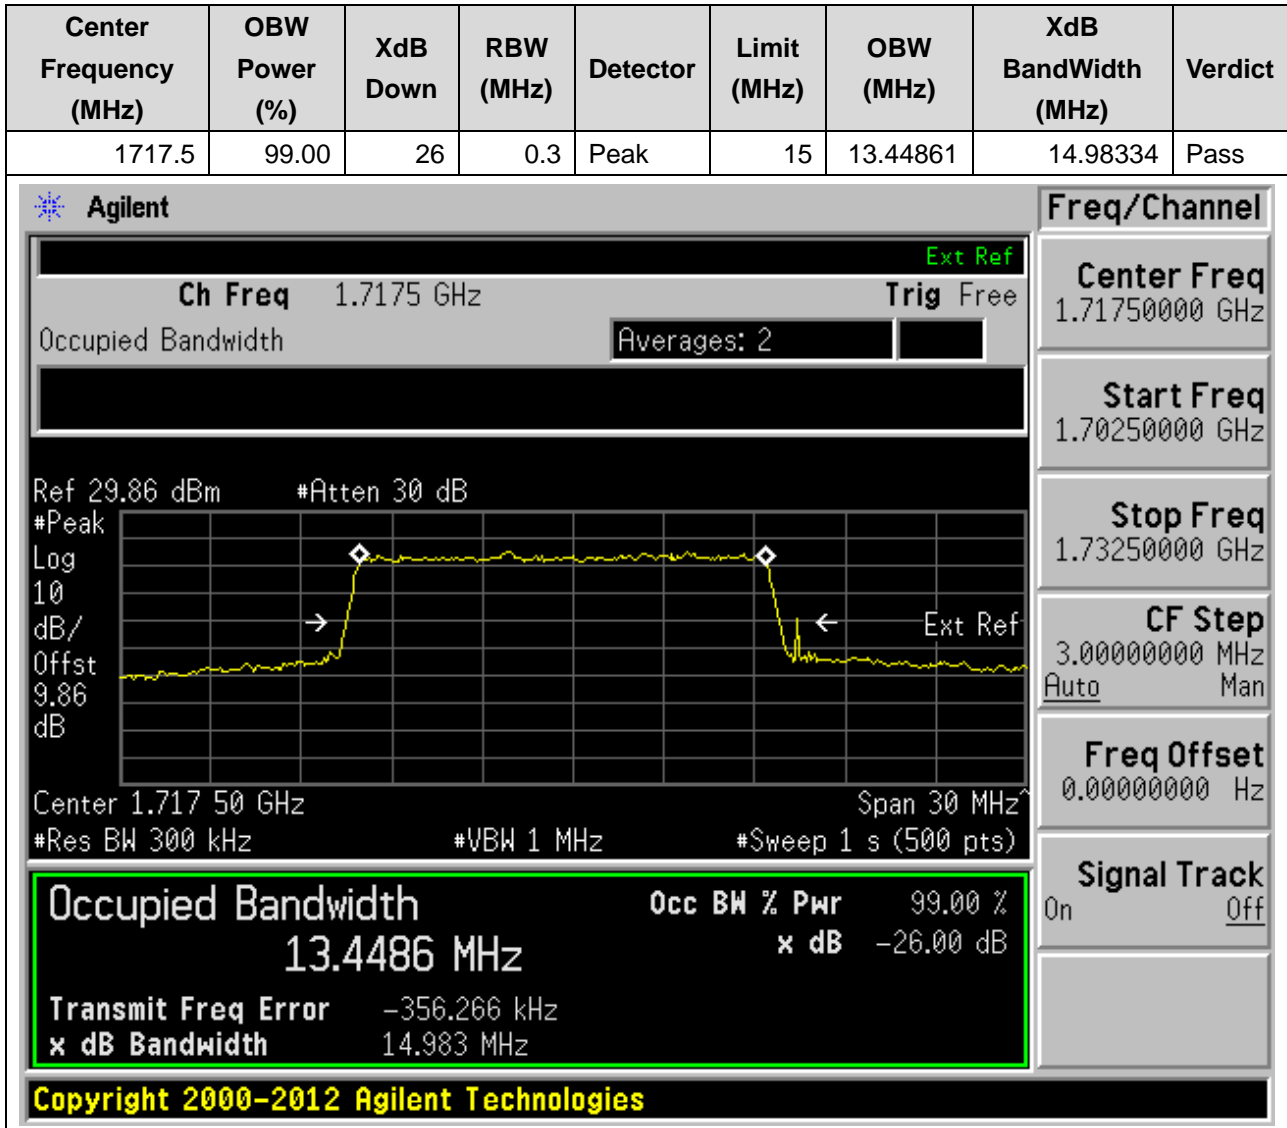 Center Frequency (MHz) OBW Power (%) XdB Down RBW (MHz) Detector Limit (MHz) OBW (MHz) XdB BandWidth (MHz) Verdict
1717.5 99.00 26 0.3 Peak 15 13.44861 14.98334 Pass
Agilent Freq/Channel
Ext Ref
Ch Freq 1.7175 GHz Trig Free
Occupied Bandwidth Averages: 2
Center Freq
1.71750000 GHz
Start Freq
1.70250000 GHz
Stop Freq
1.73250000 GHz
CF Step
3.00000000 MHz
Auto Man
Freq Offset
0.00000000 Hz
Signal Track
On Off
Ref 29.86 dBm #Atten 30 dB
#Peak
Log
10
dB/
Offst
9.86
dB
Ext Ref
Center 1.717 50 GHz Span 30 MHz^
#Res BW 300 kHz #VBW 1 MHz #Sweep 1 s (500 pts)
Occupied Bandwidth Occ BW % Pwr 99.00 %
13.4486 MHz x dB -26.00 dB
Transmit Freq Error -356.266 kHz
x dB Bandwidth 14.983 MHz
Copyright 2000-2012 Agilent Technologies